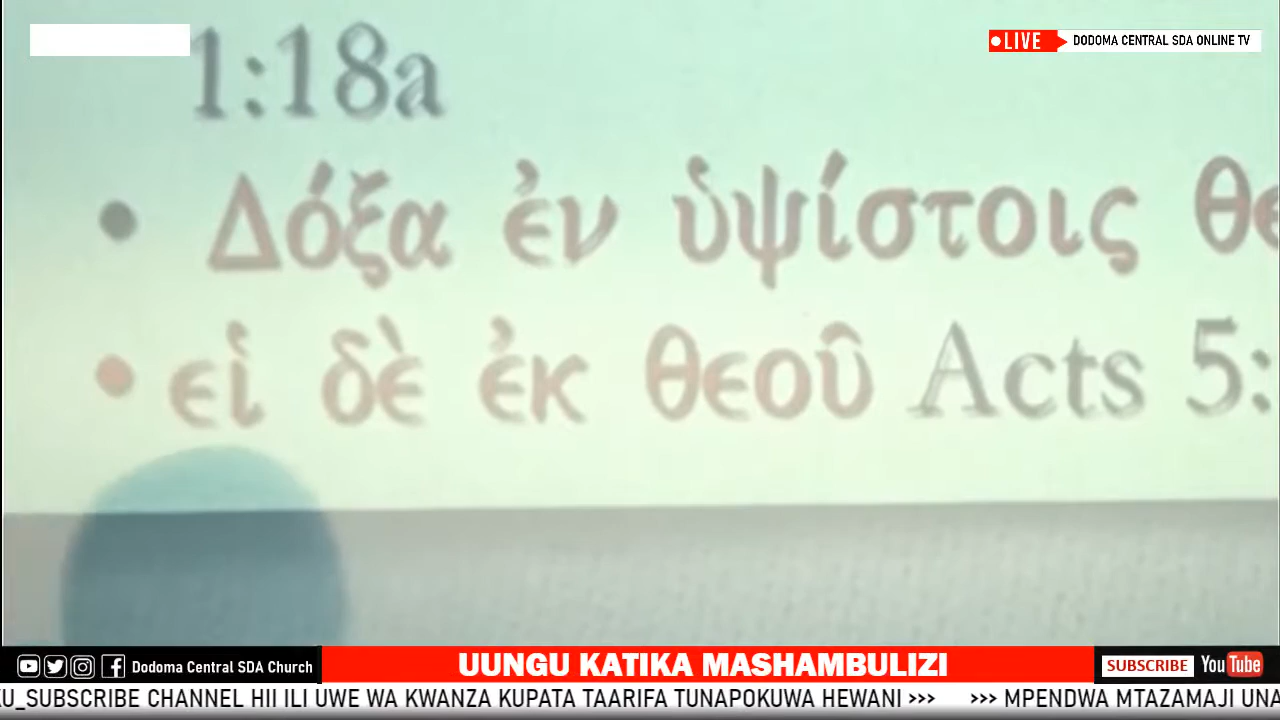 LIVE DODOMA CENTRAL SDA ONLINE TV
1:18a
• Δόξα ἐν ὑψίστοις
• εἰ δὲ ἐκ θεοῦ Acts 5:
Dodoma Central SDA Church
UUNGU KATIKA MASHAMBULIZI
SUBSCRIBE YouTube
SUBSCRIBE CHANNEL HII ILI UWE WA KWANZA KUPATA TAARIFA TUNAPOKUWA HEWANI >>> >>> MPENDWA MTAZAMAJI